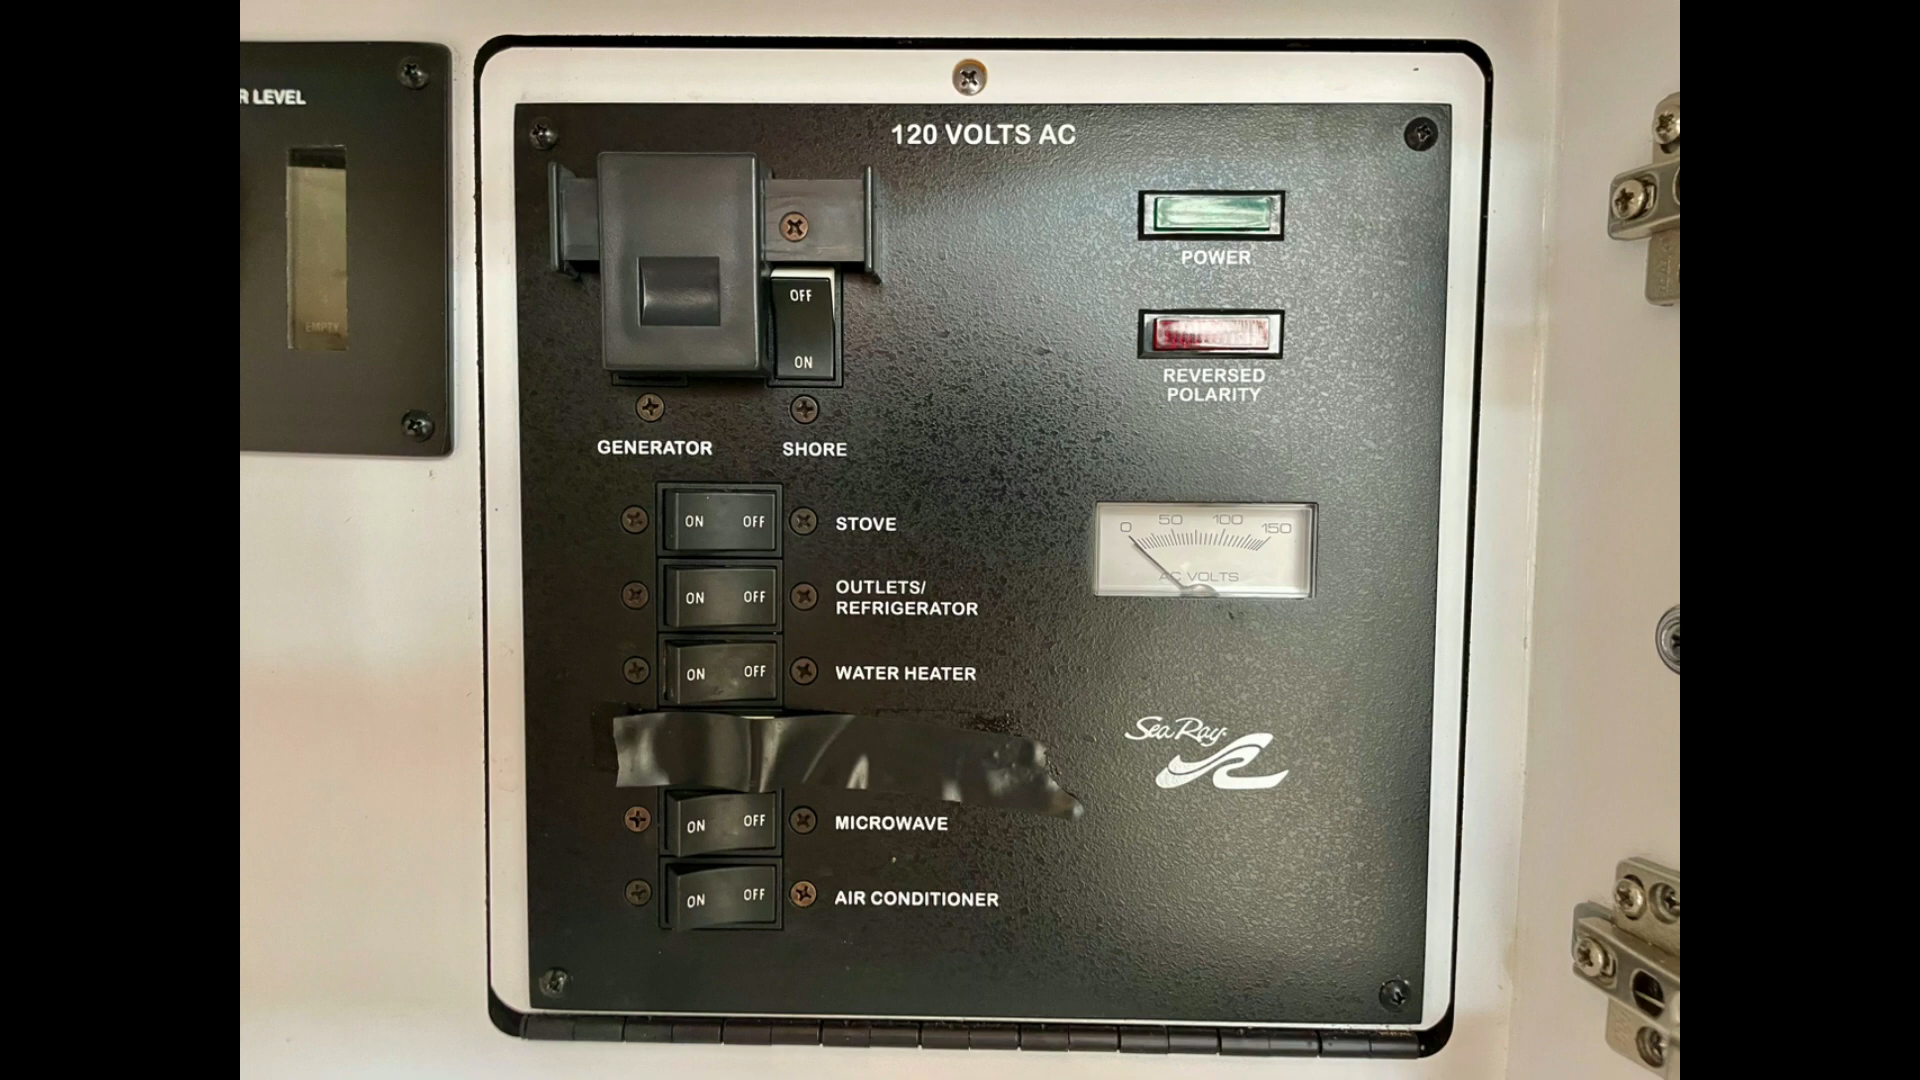 R LEVEL
EMPTY
120 VOLTS AC
POWER
REVERSED
POLARITY
OFF
ON
GENERATOR
SHORE
ON OFF STOVE
ON OFF OUTLETS/
REFRIGERATOR
ON OFF WATER HEATER
ON OFF MICROWAVE
ON OFF AIR CONDITIONER
0 50 100 150
AC VOLTS
Sea Ray